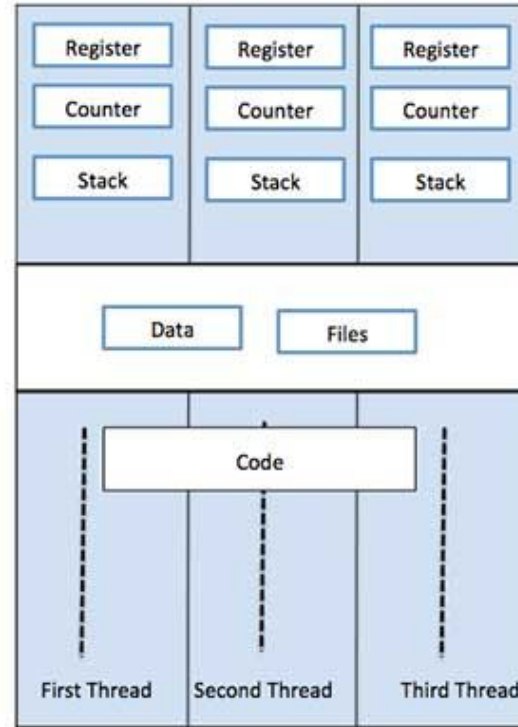 Register Register Register
Counter Counter Counter
Stack Stack Stack
Data Files
Code
First Thread Second Thread Third Thread